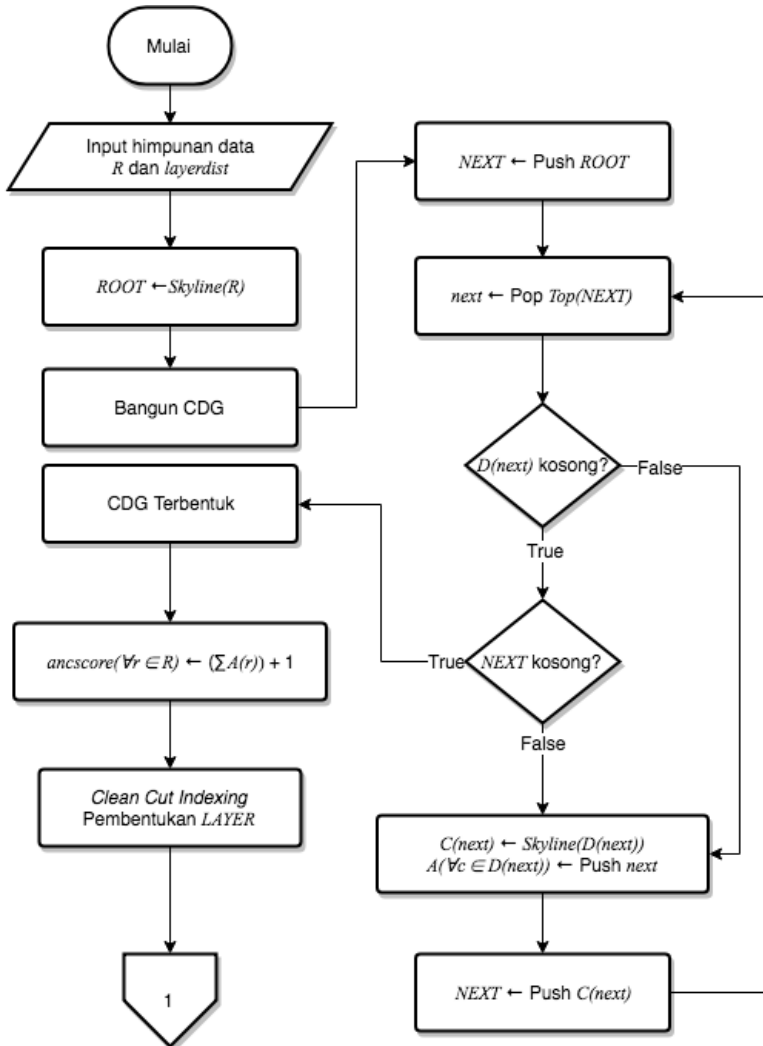 Mulai
Input himpunan data
R dan layerdist
ROOT ← Skyline(R)
Bangun CDG
NEXT ← Push ROOT
next ← Pop Top(NEXT)
D(next) kosong?
False
True
NEXT kosong?
True
False
C(next) ← Skyline(D(next))
A(∀c ∈ D(next)) ← Push next
NEXT ← Push C(next)
CDG Terbentuk
ancscore(∀r ∈ R) ← (∑A(r)) + 1
Clean Cut Indexing
Pembentukan LAYER
1